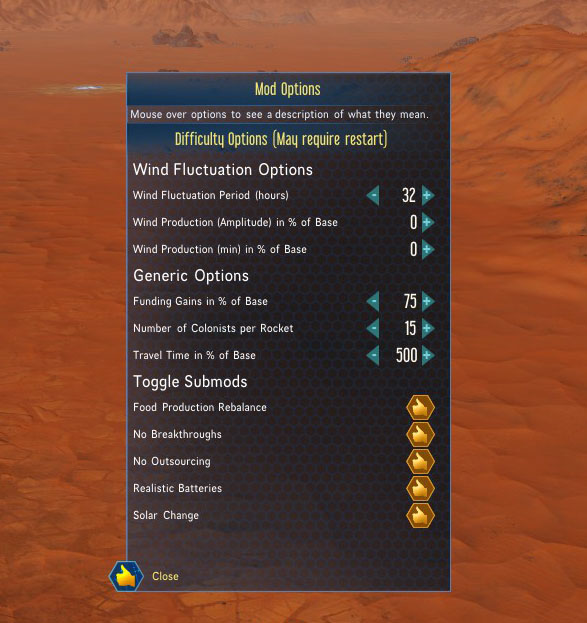 Mod Options
Mouse over options to see a description of what they mean.
Difficulty Options (May require restart)
Wind Fluctuation Options
Wind Fluctuation Period (hours) - 32 +
Wind Production (Amplitude) in % of Base 0 +
Wind Production (min) in % of Base 0 +
Generic Options
Funding Gains in % of Base - 75 +
Number of Colonists per Rocket - 15 +
Travel Time in % of Base - 500 +
Toggle Submods
Food Production Rebalance
No Breakthroughs
No Outsourcing
Realistic Batteries
Solar Change
Close